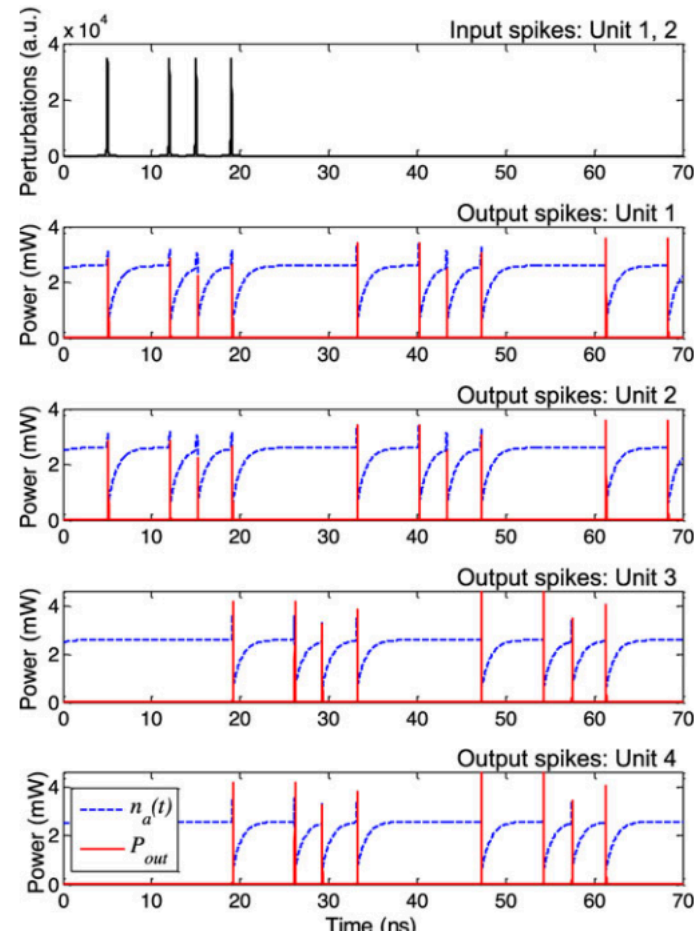 × 10⁴
Input spikes: Unit 1, 2
Perturbations (a.u.)
4
2
0
0 10 20 30 40 50 60 70
Output spikes: Unit 1
Power (mW)
4
2
0
0 10 20 30 40 50 60 70
Output spikes: Unit 2
Power (mW)
4
2
0
0 10 20 30 40 50 60 70
Output spikes: Unit 3
Power (mW)
4
2
0
0 10 20 30 40 50 60 70
Output spikes: Unit 4
Power (mW)
4
2
0
n_a(t)
P_out
0 10 20 30 40 50 60 70
Time (ns)